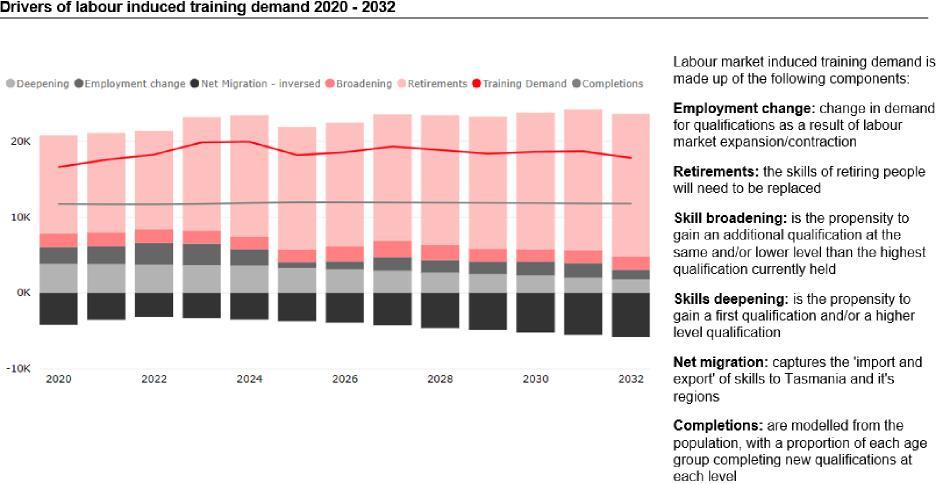 Drivers of labour induced training demand 2020 - 2032
Deepening Employment change Net Migration - inversed Broadening Retirements Training Demand Completions
20K
10K
0K
-10K
2020 2022 2024 2026 2028 2030 2032
Labour market induced training demand is
made up of the following components:
Employment change: change in demand
for qualifications as a result of labour
market expansion/contraction
Retirements: the skills of retiring people
will need to be replaced
Skill broadening: is the propensity to
gain an additional qualification at the
same and/or lower level than the highest
qualification currently held
Skills deepening: is the propensity to
gain a first qualification and/or a higher
level qualification
Net migration: captures the 'import and
export' of skills to Tasmania and it's
regions
Completions: are modelled from the
population, with a proportion of each age
group completing new qualifications at
each level